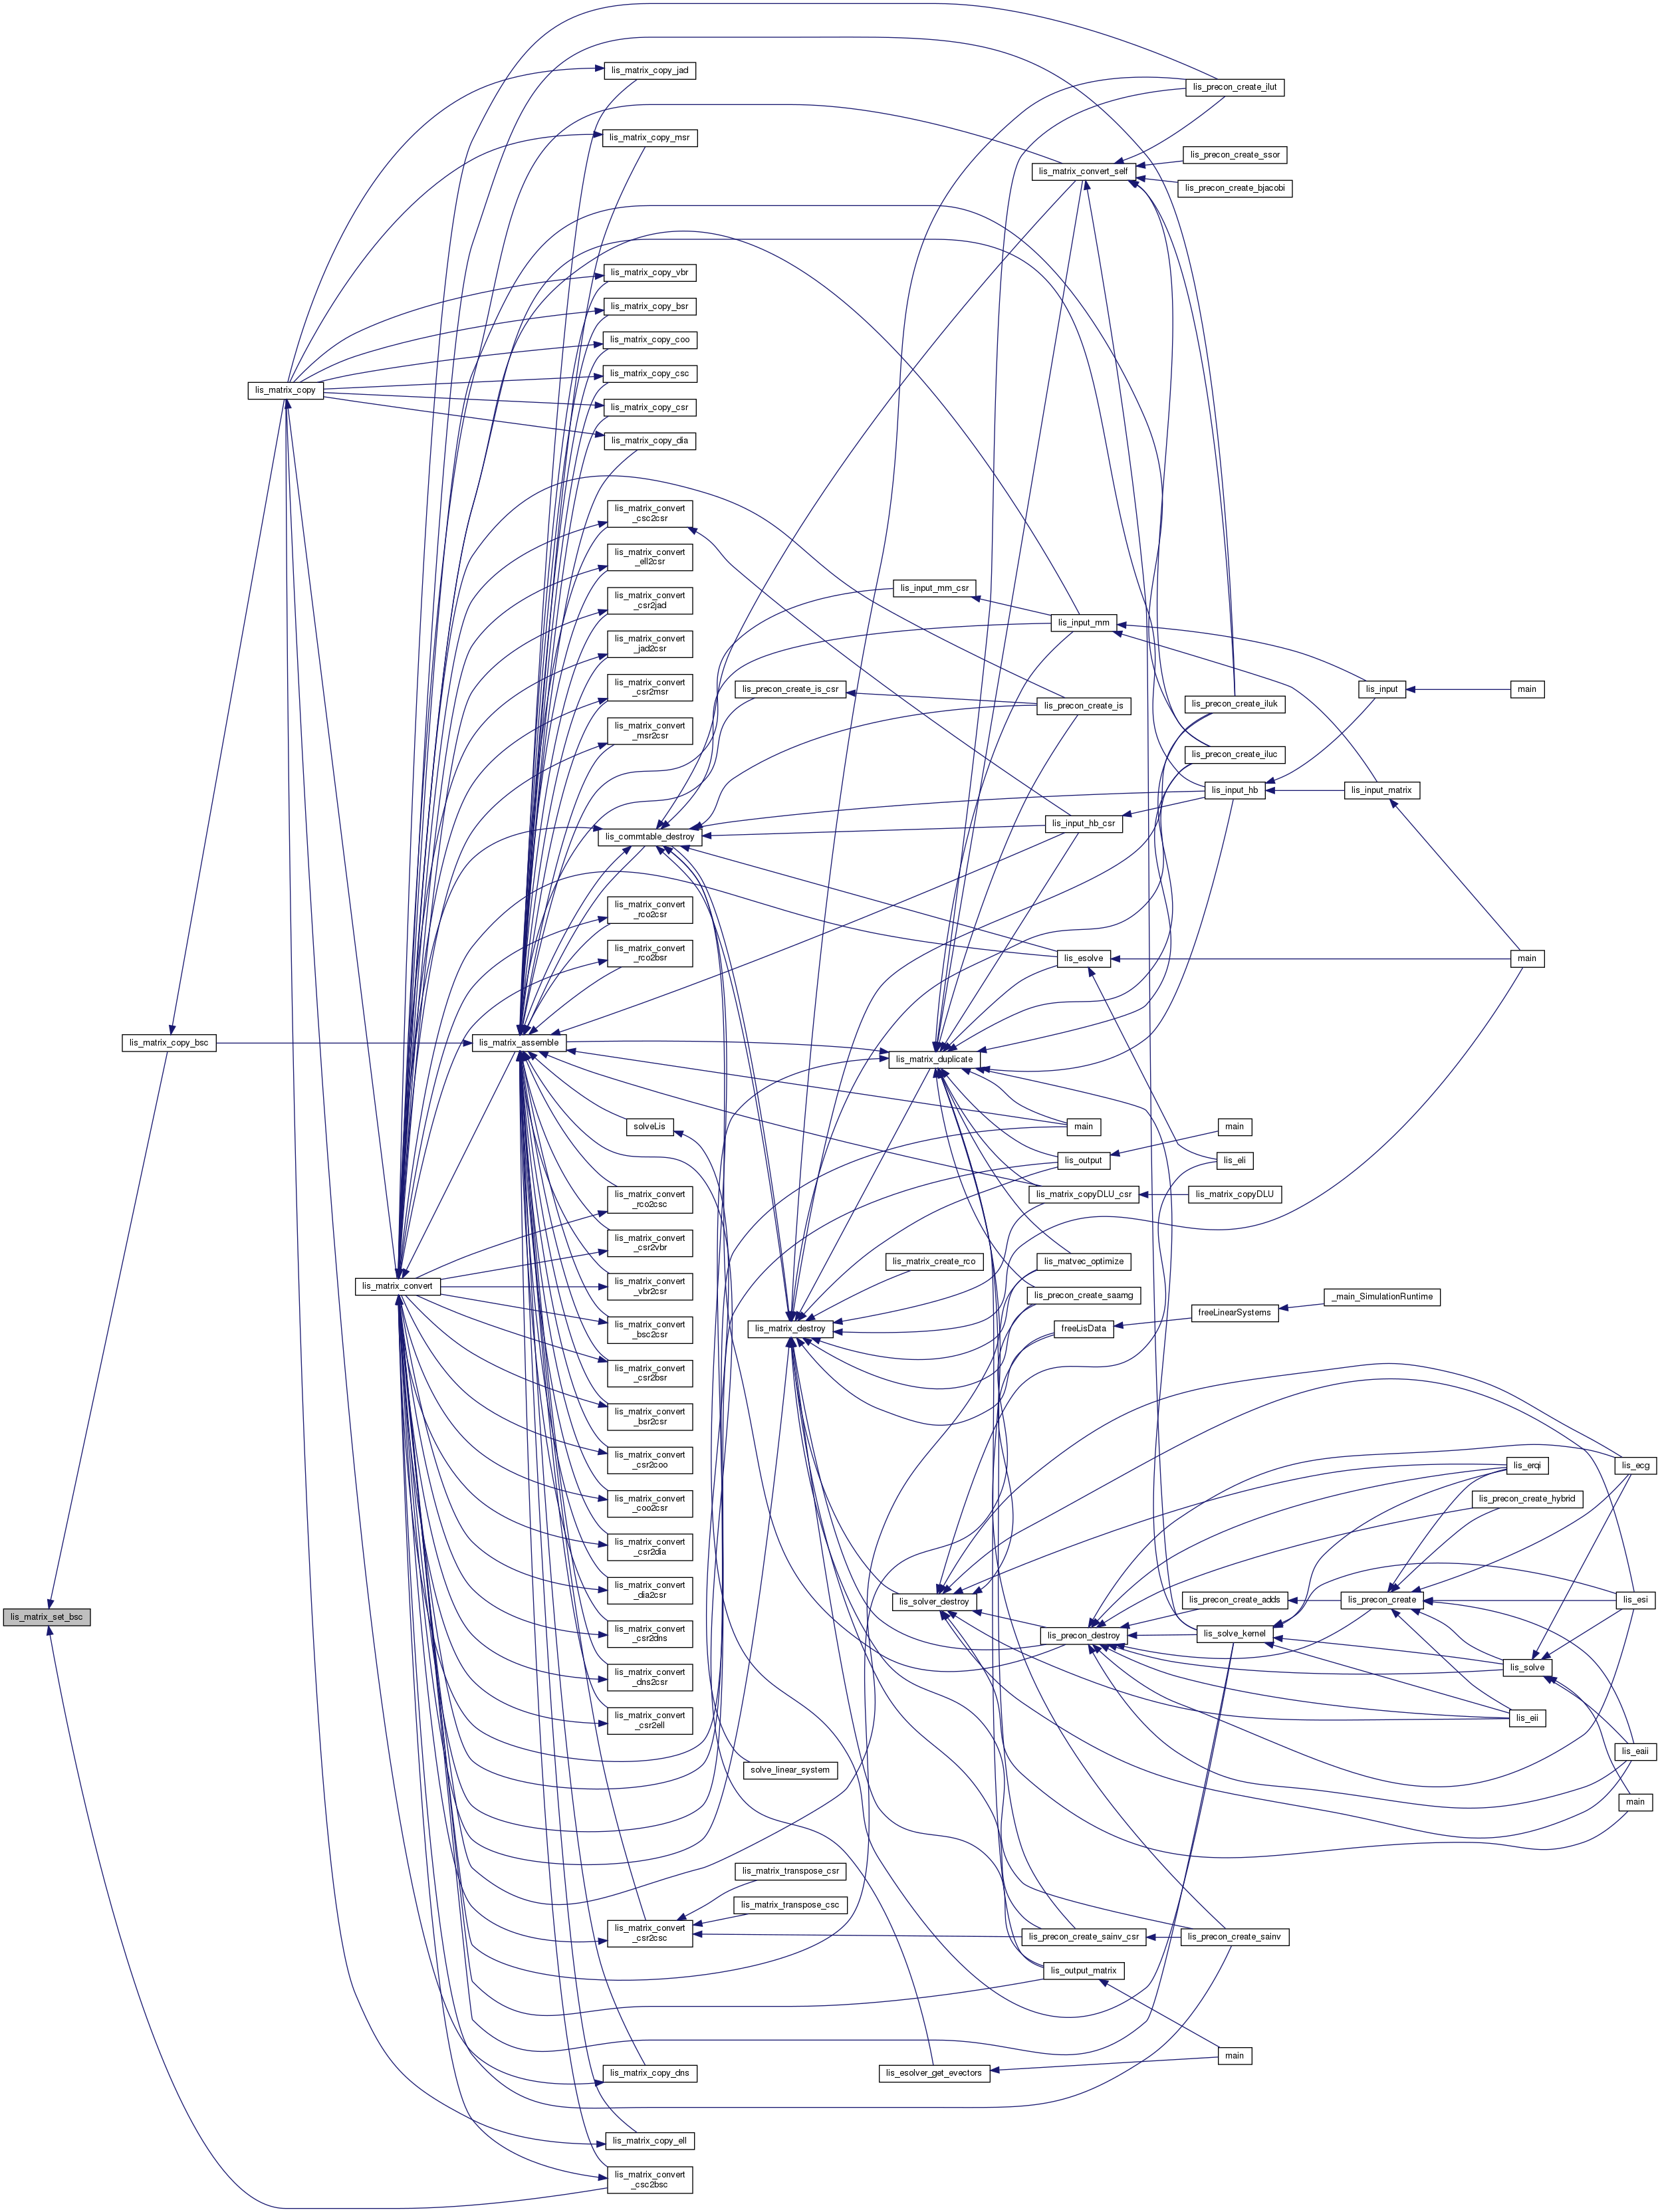 lis_matrix_set_bsc
lis_matrix_copy_bsc
lis_matrix_copy
lis_matrix_convert
lis_matrix_assemble
lis_matrix_copy_jad
lis_matrix_copy_msr
lis_matrix_copy_vbr
lis_matrix_copy_bsr
lis_matrix_copy_coo
lis_matrix_copy_csc
lis_matrix_copy_csr
lis_matrix_copy_dia
lis_matrix_convert
_csc2csr
lis_matrix_convert
_ell2csr
lis_matrix_convert
_csr2jad
lis_matrix_convert
_jad2csr
lis_matrix_convert
_csr2msr
lis_matrix_convert
_msr2csr
lis_commtable_destroy
lis_matrix_convert
_rco2csr
lis_matrix_convert
_rco2bsr
solveLis
lis_matrix_convert
_rco2csc
lis_matrix_convert
_csr2vbr
lis_matrix_convert
_vbr2csr
lis_matrix_convert
_bsc2csr
lis_matrix_convert
_csr2bsr
lis_matrix_convert
_bsr2csr
lis_matrix_convert
_csr2coo
lis_matrix_convert
_coo2csr
lis_matrix_convert
_csr2dia
lis_matrix_convert
_dia2csr
lis_matrix_convert
_csr2dns
lis_matrix_convert
_dns2csr
lis_matrix_convert
_csr2ell
lis_matrix_convert
_csr2csc
lis_matrix_copy_dns
lis_matrix_copy_ell
lis_matrix_convert
_csc2bsc
lis_precon_create_is_csr
lis_matrix_destroy
solve_linear_system
lis_matrix_transpose_csr
lis_matrix_transpose_csc
lis_input_mm_csr
lis_matrix_duplicate
lis_matrix_create_rco
lis_solver_destroy
lis_esolver_get_evectors
lis_matrix_convert_self
lis_input_mm
lis_precon_create_is
lis_input_hb_csr
lis_esolve
main
lis_output
lis_matrix_copyDLU_csr
lis_matvec_optimize
lis_precon_create_saamg
freeLisData
lis_precon_destroy
lis_precon_create_sainv_csr
lis_output_matrix
lis_precon_create_ilut
lis_precon_create_ssor
lis_precon_create_bjacobi
lis_precon_create_iluk
lis_precon_create_iluc
lis_input_hb
main
lis_eli
lis_matrix_copyDLU
freeLinearSystems
lis_precon_create_adds
lis_solve_kernel
lis_precon_create_sainv
main
lis_input
lis_input_matrix
_main_SimulationRuntime
lis_precon_create
main
main
lis_erqi
lis_precon_create_hybrid
lis_solve
lis_eii
lis_ecg
lis_esi
lis_eaii
main